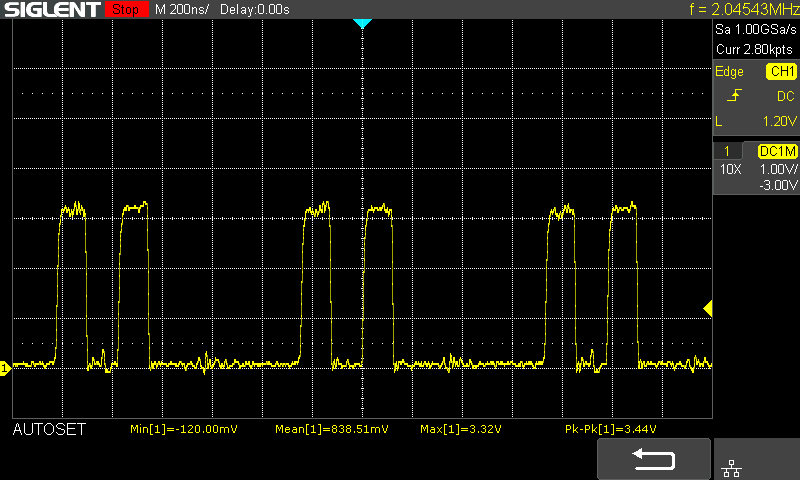 SIGLENT Stop M 200ns/ Delay:0.00s f = 2.04543MHz
Sa 1.00GSa/s
Curr 2.80kpts
Edge CH1
DC
L 1.20V
1 DC1M
10X 1.00V/
-3.00V
1
AUTOSET Min[1]=-120.00mV Mean[1]=838.51mV Max[1]=3.32V Pk-Pk[1]=3.44V